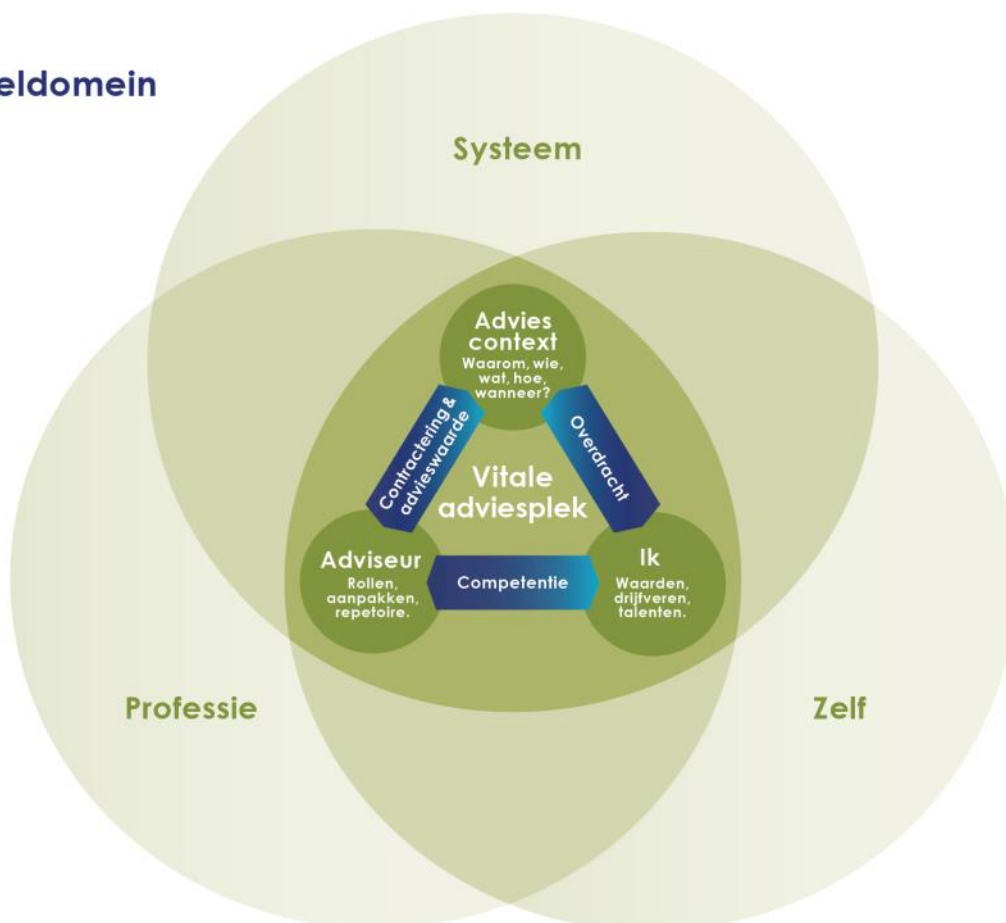 eldomein
Systeem
Advies
context
Waarom, wie,
wat, hoe,
wanneer?
Contractering &
advieswaarde
Overdracht
Vitale
adviesplek
Adviseur
Rollen,
aanpakken,
repetoire.
Competentie
Ik
Waarden,
drijfveren,
talenten.
Professie
Zelf